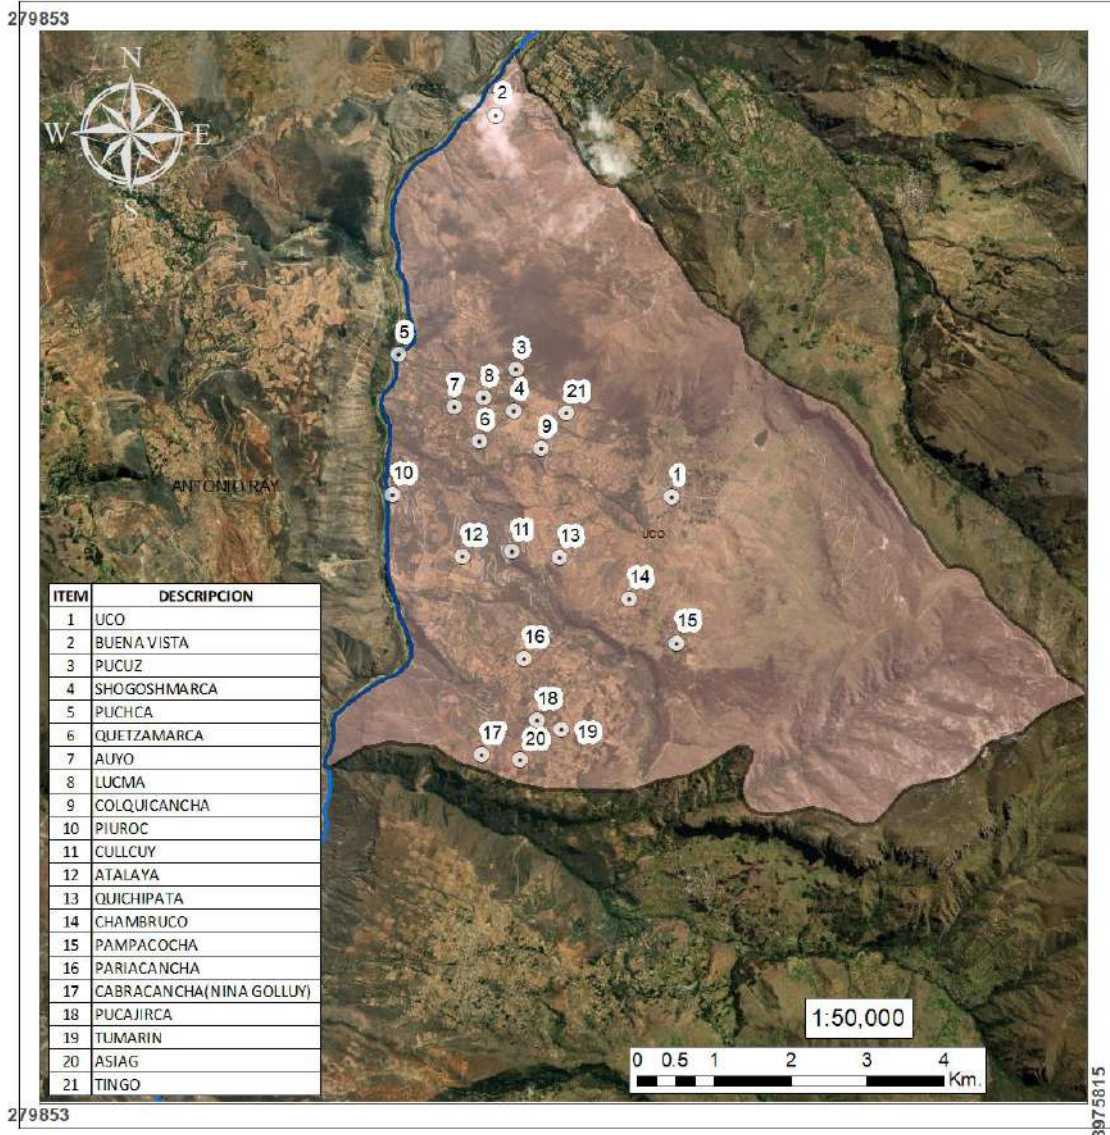 279853
N
W E
S
2
5
3
8
7
4
21
6
9
10
1
ANTONIO RAY
UCO
12
11
13
14
15
16
18
17
20
19
ITEM DESCRIPCION
1 UCO
2 BUENA VISTA
3 PUCUZ
4 SHOGOSHMARCA
5 PUCHCA
6 QUETZAMARCA
7 AUYO
8 LUCMA
9 COLQUICANCHA
10 PIUROC
11 CULLCUY
12 ATALAYA
13 QUICHIPATA
14 CHAMBRUCO
15 PAMPACOCHA
16 PARIACANCHA
17 CABRACANCHA(NINA GOLLUY)
18 PUCAJIRCA
19 TUMARIN
20 ASIAG
21 TINGO
1:50,000
0 0.5 1 2 3 4
Km.
279853
8975815